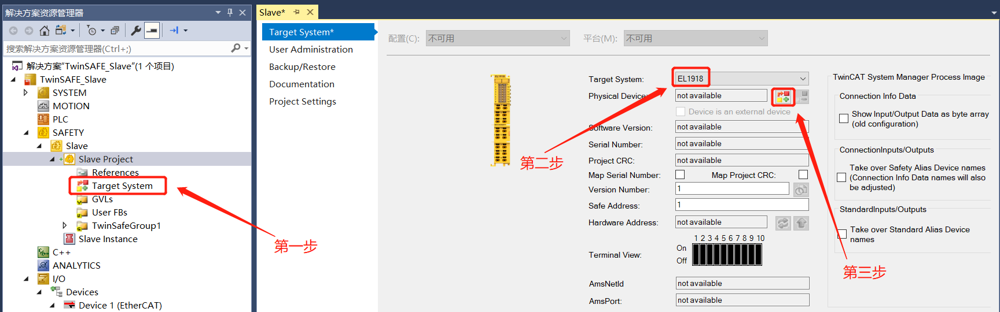 解决方案资源管理器
搜索解决方案资源管理器(Ctrl+;)
解决方案“TwinSAFE_Slave”(1 个项目)
TwinSAFE_Slave
SYSTEM
MOTION
PLC
SAFETY
Slave
Slave Project
References
Target System
GVLs
User FBs
TwinSafeGroup1
Slave Instance
C++
ANALYTICS
I/O
Devices
Device 1 (EtherCAT)
第一步
Slave*
Target System*
User Administration
Backup/Restore
Documentation
Project Settings
配置(C): 不可用 平台(M): 不可用
EL1918
Target System: EL1918
Physical Device: not available
Device is an external device
Software Version: not available
Serial Number: not available
Project CRC: not available
Map Serial Number: Map Project CRC:
Version Number: 1
Safe Address: 1
Hardware Address: not available
1 2 3 4 5 6 7 8 9 10
On
Terminal View:
Off
AmsNetId not available
AmsPort: not available
第二步
第三步
TwinCAT System Manager Process Image
Connection Info Data
Show Input/Output Data as byte array
(old configuration)
ConnectionInputs/Outputs
Take over Safety Alias Device names
(Connection Info Data names will also
be adjusted)
StandardInputs/Outputs
Take over Standard Alias Device
names